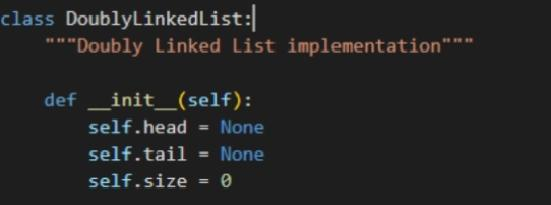 class DoublyLinkedList:
    """Doubly Linked List implementation"""

    def __init__(self):
        self.head = None
        self.tail = None
        self.size = 0